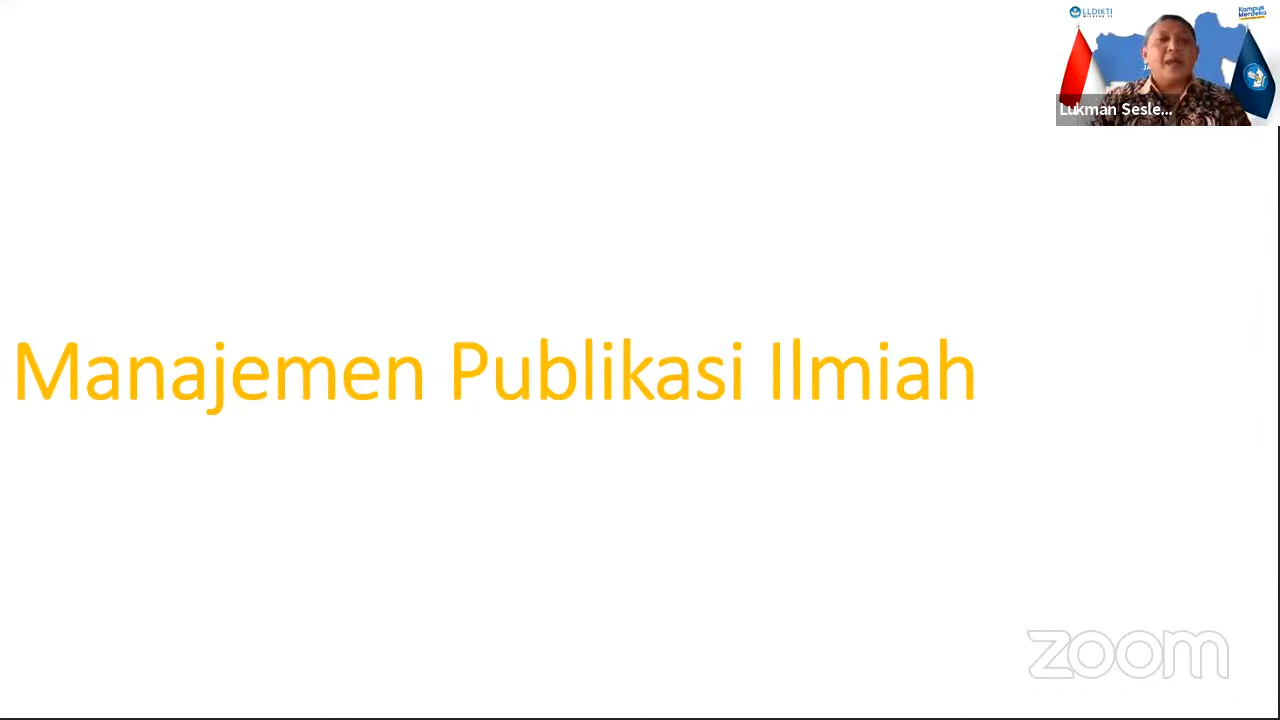 LLDIKTI
Kampus
Merdeka
Lukman Sesle...
Manajemen Publikasi Ilmiah
zoom